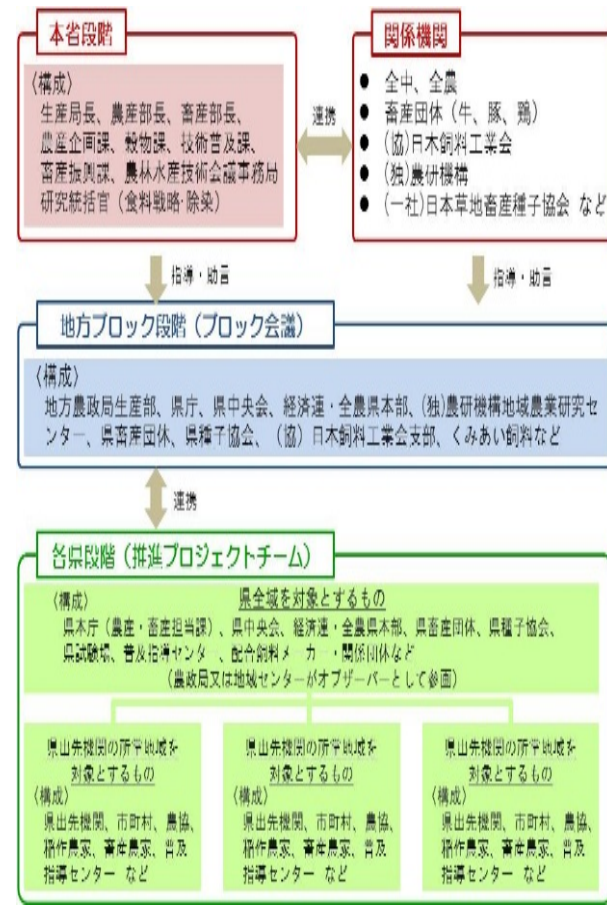 本省段階
〈構成〉
生産局長、農産部長、畜産部長、
農産企画課、穀物課、技術普及課、
畜産振興課、農林水産技術会議事務局
研究統括官（食料戦略・除染）
連携
関係機関
● 全中、全農
● 畜産団体（牛、豚、鶏）
● (協)日本飼料工業会
● (独)農研機構
● (一社)日本草地畜産種子協会 など
指導・助言
指導・助言
地方ブロック段階（ブロック会議）
〈構成〉
地方農政局生産部、県庁、県中央会、経済連・全農県本部、(独)農研機構地域農業研究セ
ンター、県畜産団体、県種子協会、（協）日本飼料工業会支部、くみあい飼料など
連携
各県段階（推進プロジェクトチーム）
〈構成〉
県全域を対象とするもの
県本庁（農産・畜産担当課）、県中央会、経済連・全農県本部、県畜産団体、県種子協会、
県試験場、普及指導センター、配合飼料メーカー・関係団体など
（農政局又は地域センターがオブザーバーとして参画）
県出先機関の所管地域を
対象とするもの
〈構成〉
県出先機関、市町村、農協、
稲作農家、畜産農家、普及
指導センター など
県出先機関の所管地域を
対象とするもの
〈構成〉
県出先機関、市町村、農協、
稲作農家、畜産農家、普及
指導センター など
県出先機関の所管地域を
対象とするもの
〈構成〉
県出先機関、市町村、農協、
稲作農家、畜産農家、普及
指導センター など